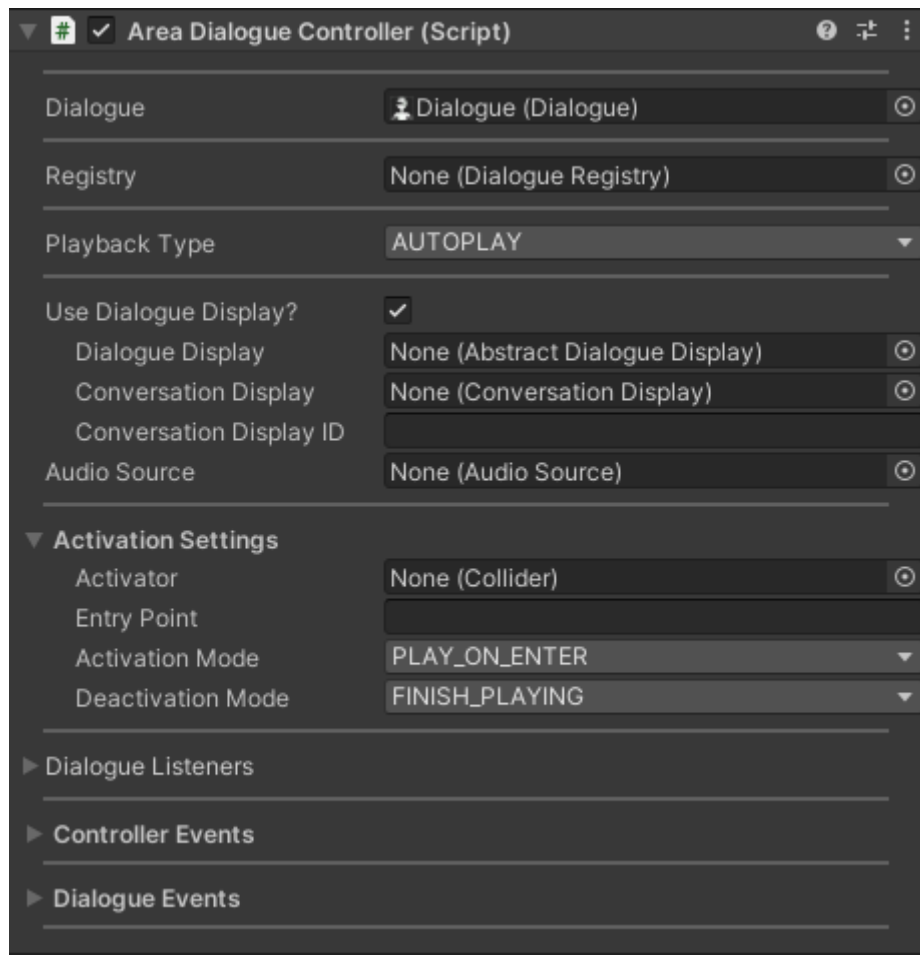 # Area Dialogue Controller (Script)
Dialogue Dialogue (Dialogue)
Registry None (Dialogue Registry)
Playback Type AUTOPLAY
Use Dialogue Display?
Dialogue Display None (Abstract Dialogue Display)
Conversation Display None (Conversation Display)
Conversation Display ID
Audio Source None (Audio Source)
Activation Settings
Activator None (Collider)
Entry Point
Activation Mode PLAY_ON_ENTER
Deactivation Mode FINISH_PLAYING
Dialogue Listeners
Controller Events
Dialogue Events